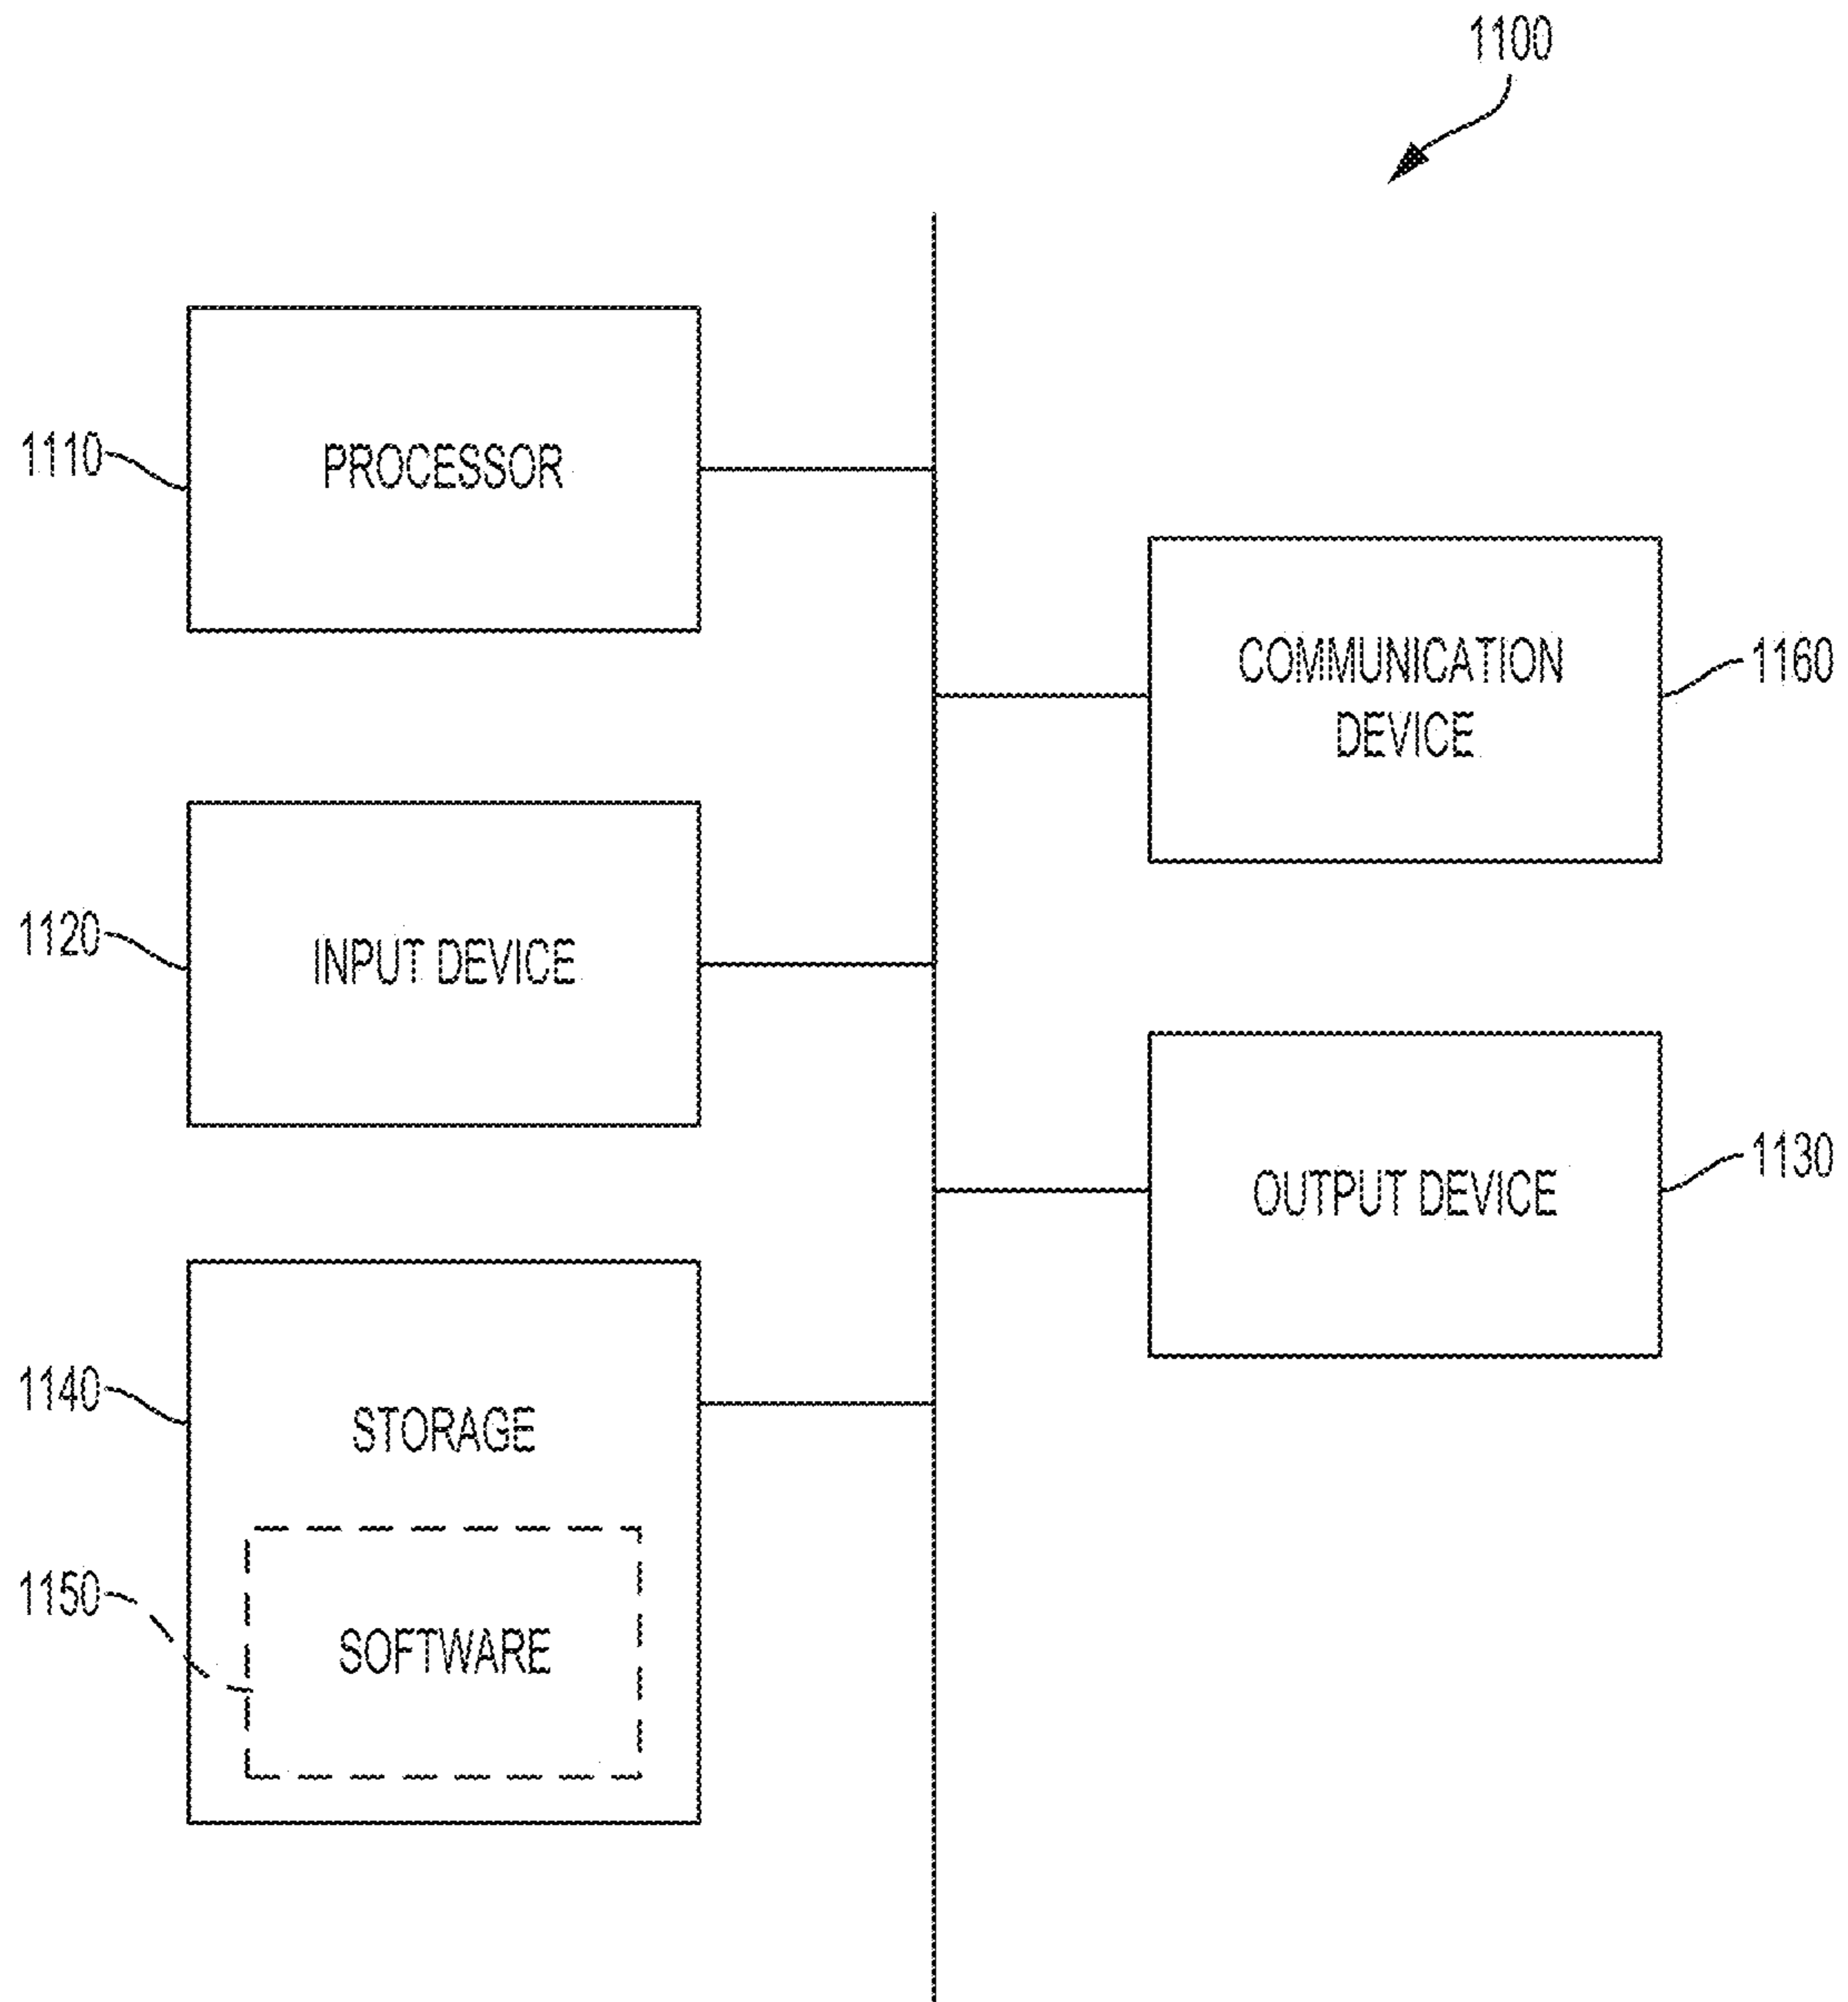 1100
1110
PROCESSOR
COMMUNICATION
DEVICE
1160
1120
INPUT DEVICE
OUTPUT DEVICE
1130
1140
STORAGE
1150
SOFTWARE